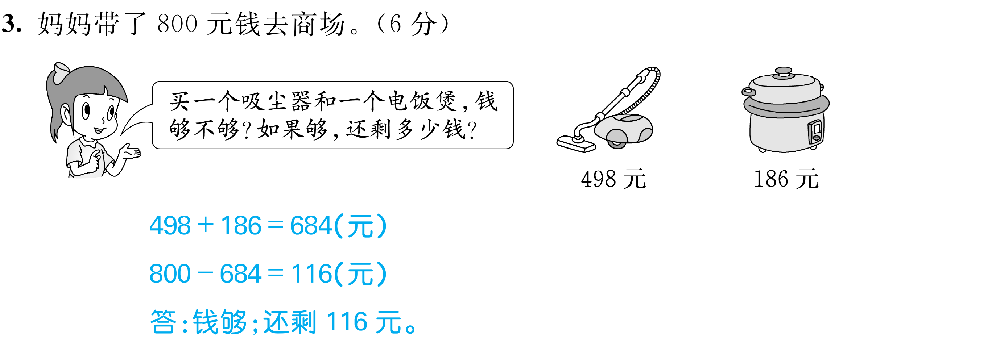 3. 妈妈带了 800 元钱去商场。（6 分）
买一个吸尘器和一个电饭煲，钱
够不够？如果够，还剩多少钱？
498 元
186 元
498 + 186 = 684(元)
800 - 684 = 116(元)
答：钱够；还剩 116 元。